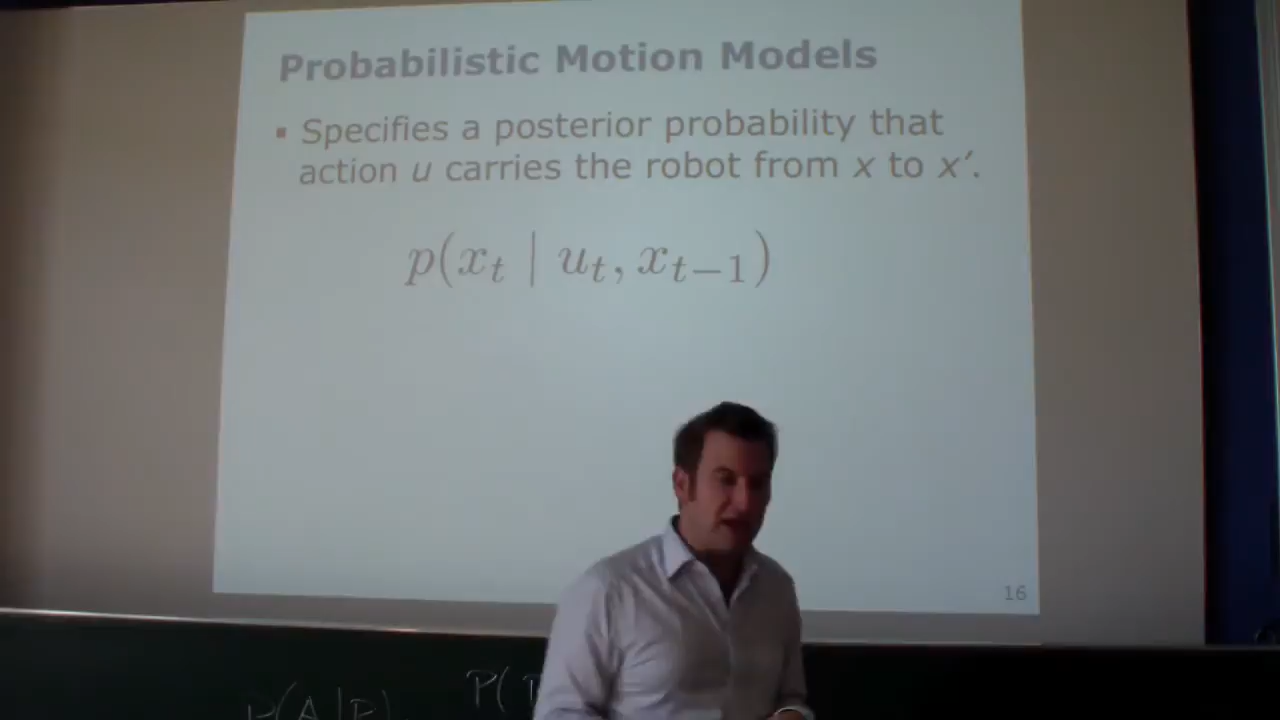 Probabilistic Motion Models
▪ Specifies a posterior probability that
action u carries the robot from x to x′.
p(x_t | u_t, x_{t−1})
16
P(
P(A|B)